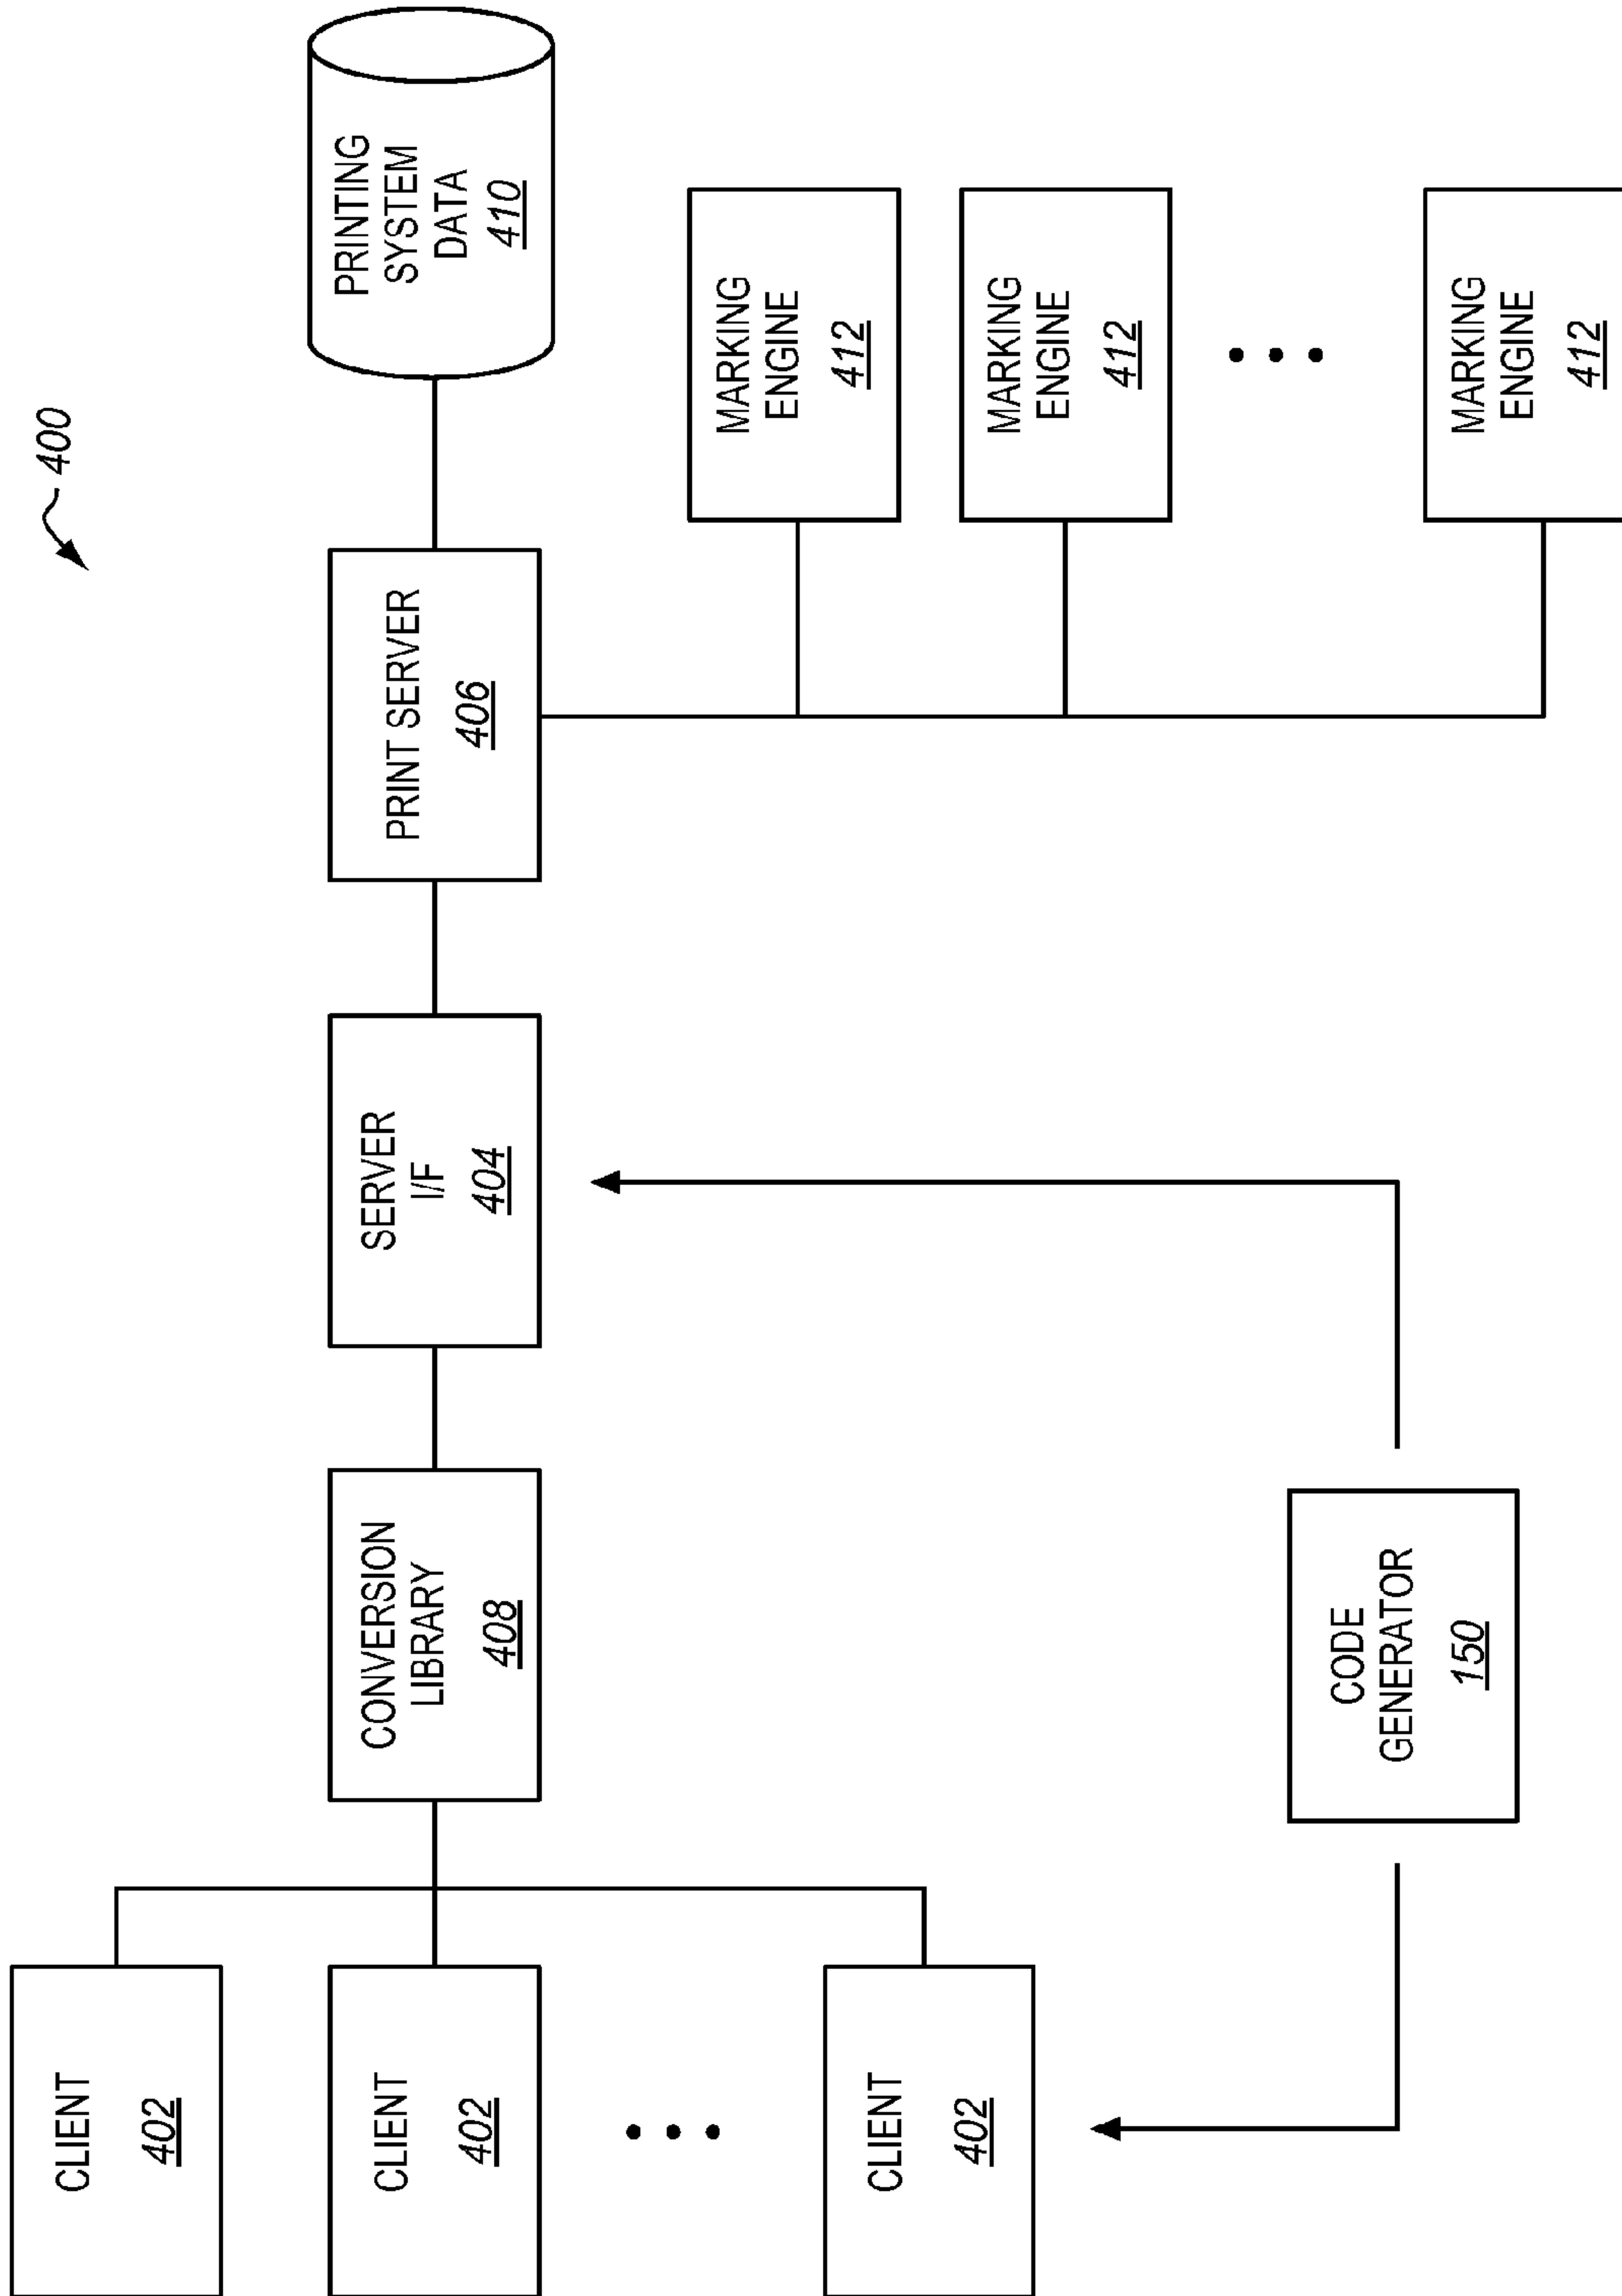 400
CLIENT
402
CLIENT
402
CLIENT
402
CONVERSION
LIBRARY
408
SERVER
I/F
404
PRINT SERVER
406
PRINTING
SYSTEM
DATA
410
MARKING
ENGINE
412
MARKING
ENGINE
412
MARKING
ENGINE
412
CODE
GENERATOR
150